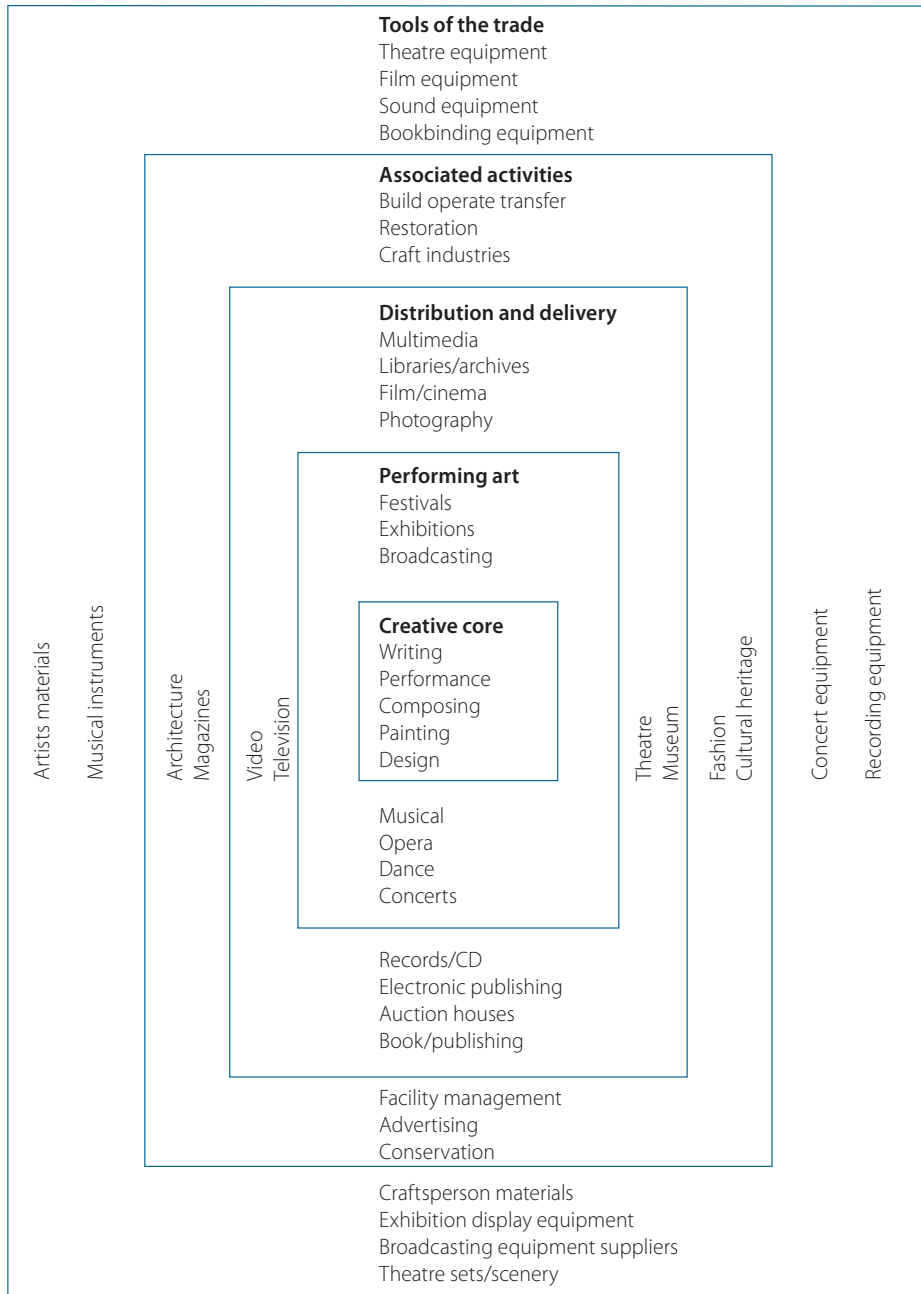 Tools of the trade
Theatre equipment
Film equipment
Sound equipment
Bookbinding equipment
Associated activities
Build operate transfer
Restoration
Craft industries
Distribution and delivery
Multimedia
Libraries/archives
Film/cinema
Photography
Performing art
Festivals
Exhibitions
Broadcasting
Artists materials
Musical instruments
Architecture
Magazines
Video
Television
Creative core
Writing
Performance
Composing
Painting
Design
Theatre
Museum
Fashion
Cultural heritage
Concert equipment
Recording equipment
Musical
Opera
Dance
Concerts
Records/CD
Electronic publishing
Auction houses
Book/publishing
Facility management
Advertising
Conservation
Craftsperson materials
Exhibition display equipment
Broadcasting equipment suppliers
Theatre sets/scenery